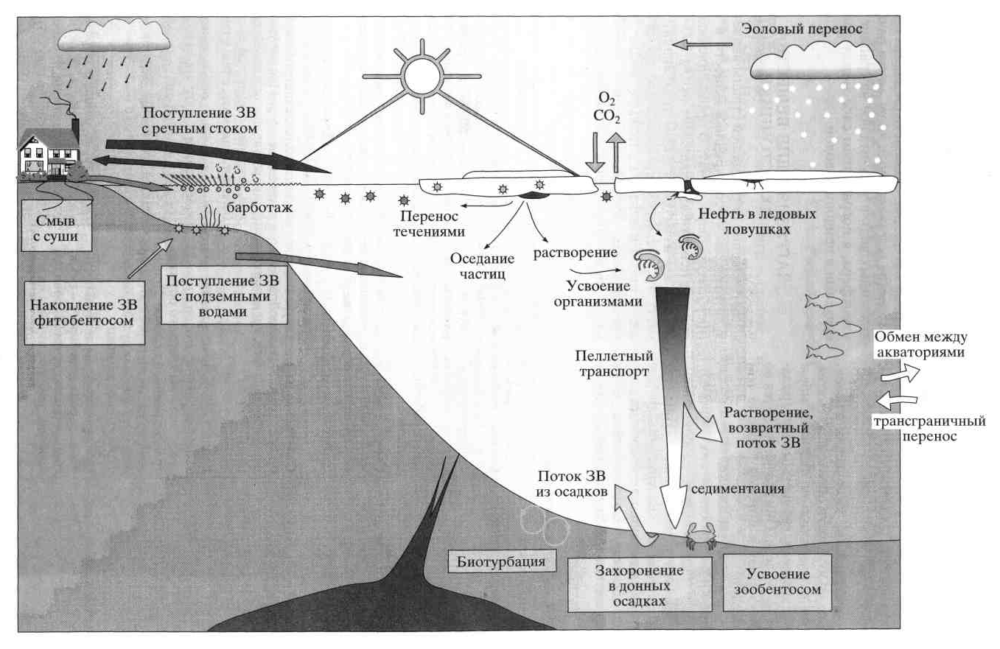 Эоловый перенос
O₂
CO₂
Поступление ЗВ
с речным стоком
барботаж
Смыв
с суши
Перенос
течениями
Нефть в ледовых
ловушках
Оседание
частиц
растворение
Усвоение
организмами
Поступление ЗВ
с подземными
водами
Накопление ЗВ
фитобентосом
Пеллетный
транспорт
Обмен между
акваториями
трансграничный
перенос
Растворение,
возвратный
поток ЗВ
Поток ЗВ
из осадков
седиментация
Биотурбация
Захоронение
в донных
осадках
Усвоение
зообентосом